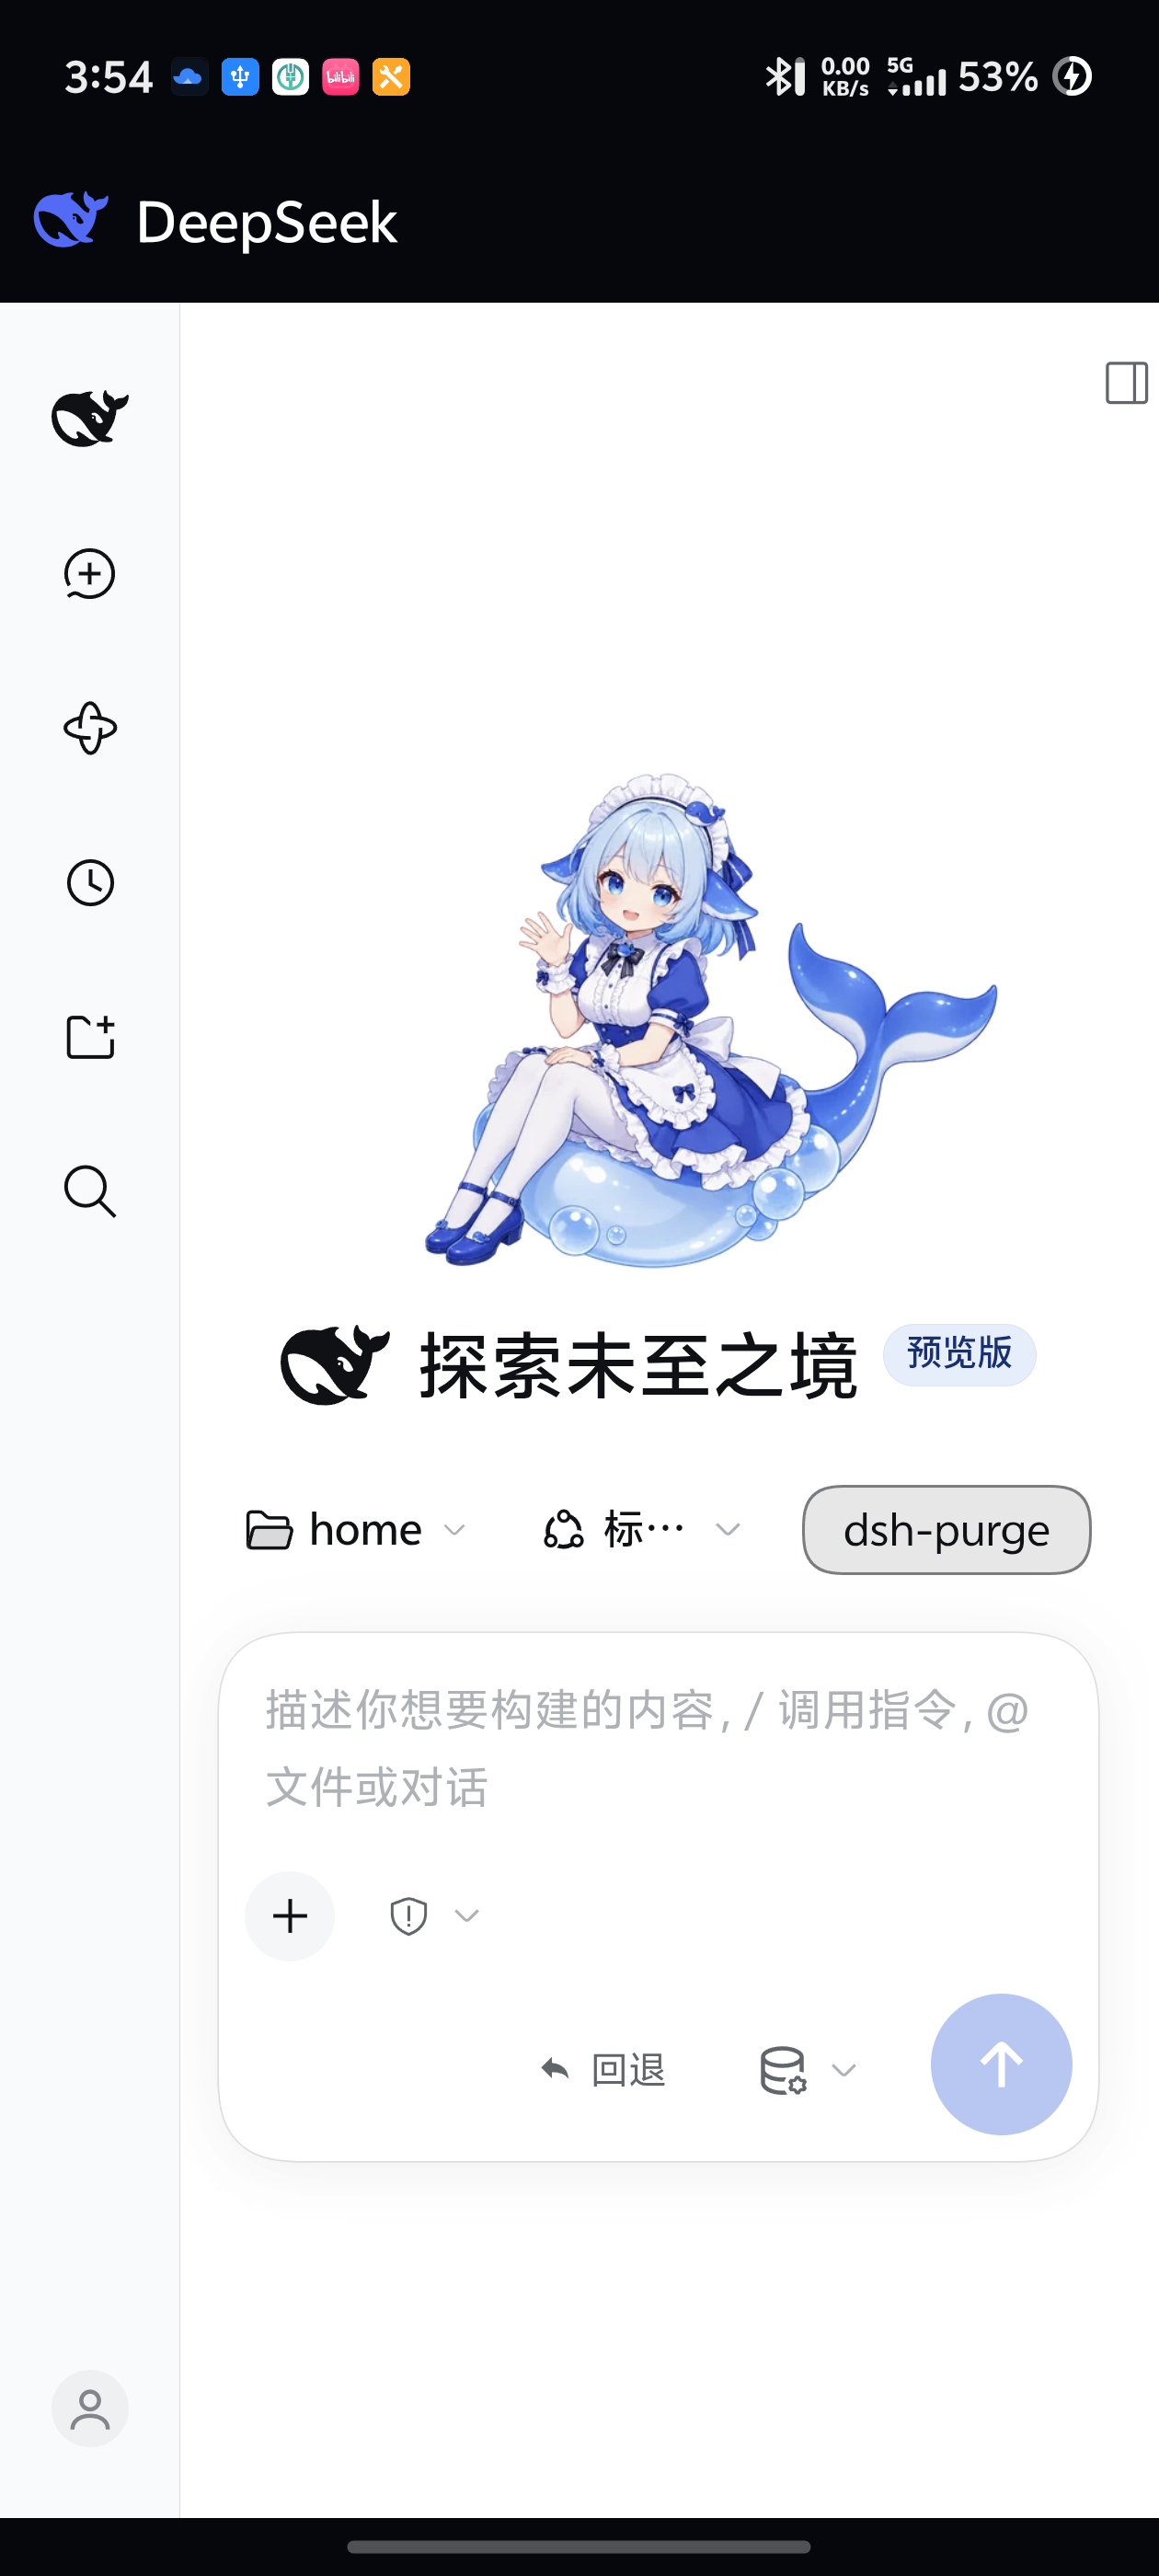 3:54
bilibili
0.00
KB/s
5G
53%
DeepSeek
探索未至之境
预览版
home
标…
dsh-purge
描述你想要构建的内容, / 调用指令, @
文件或对话
回退